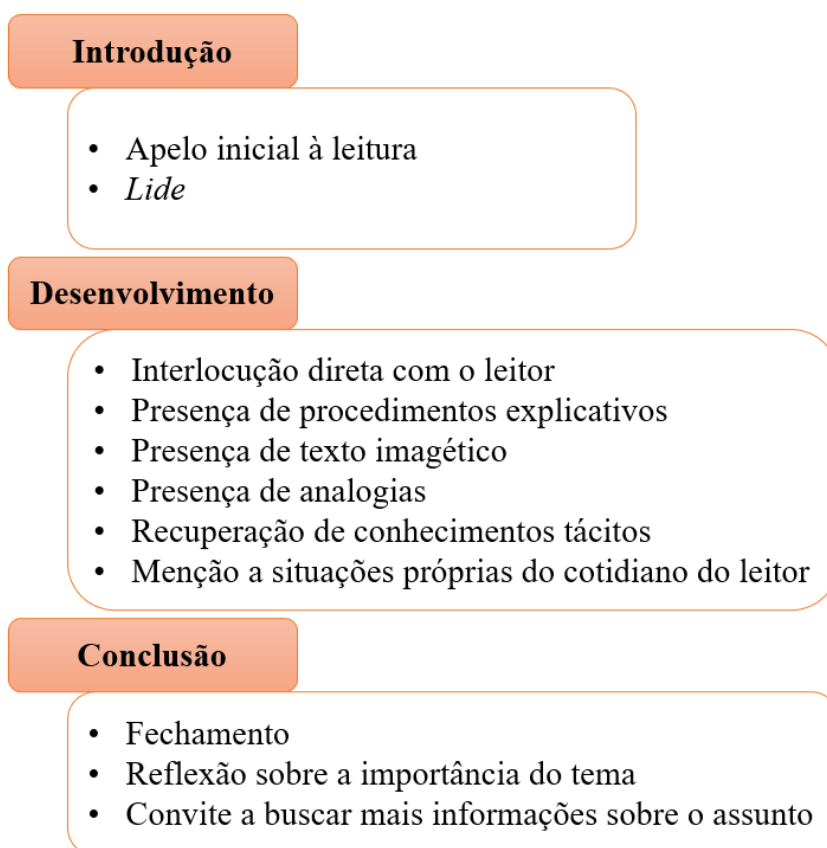 Introdução
• Apelo inicial à leitura
• Lide
Desenvolvimento
• Interlocução direta com o leitor
• Presença de procedimentos explicativos
• Presença de texto imagético
• Presença de analogias
• Recuperação de conhecimentos tácitos
• Menção a situações próprias do cotidiano do leitor
Conclusão
• Fechamento
• Reflexão sobre a importância do tema
• Convite a buscar mais informações sobre o assunto